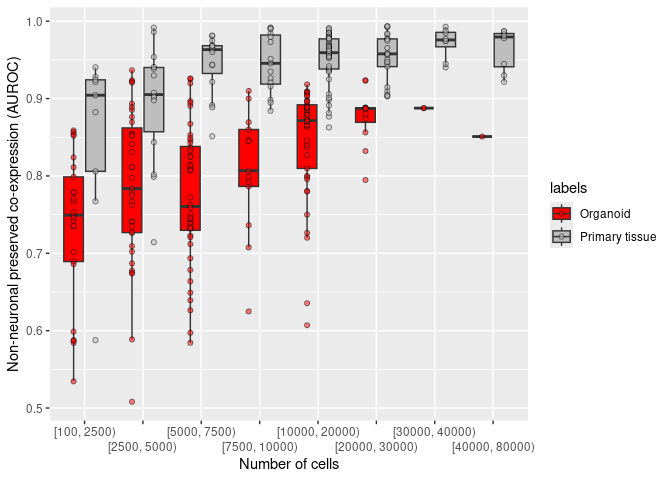 Non-neuronal preserved co-expression (AUROC)
1.0
0.9
0.8
0.7
0.6
0.5
[100, 2500)
[5000, 7500)
[10000, 20000)
[30000, 40000)
[2500, 5000)
[7500, 10000)
[20000, 30000)
[40000, 80000)
Number of cells
labels
Organoid
Primary tissue